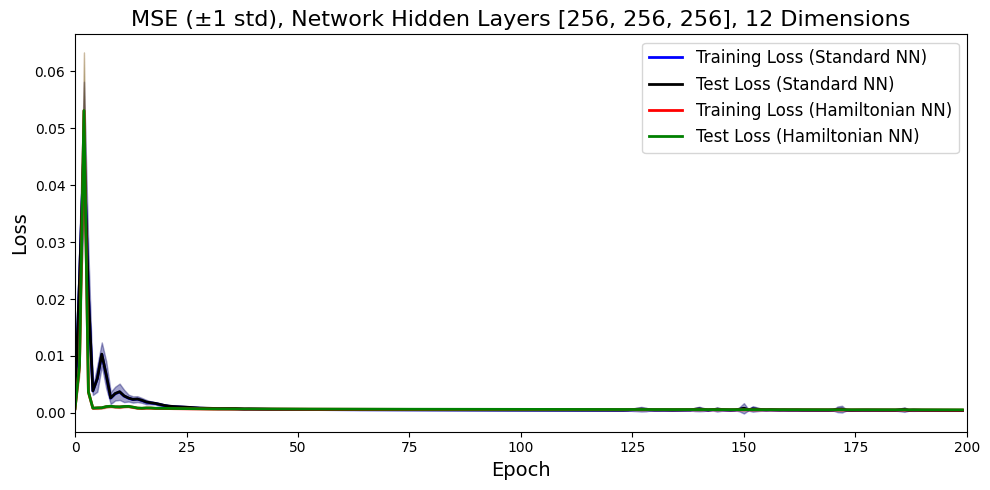 MSE (±1 std), Network Hidden Layers [256, 256, 256], 12 Dimensions
Training Loss (Standard NN)
Test Loss (Standard NN)
Training Loss (Hamiltonian NN)
Test Loss (Hamiltonian NN)
Loss
0.06
0.05
0.04
0.03
0.02
0.01
0.00
0 25 50 75 100 125 150 175 200
Epoch